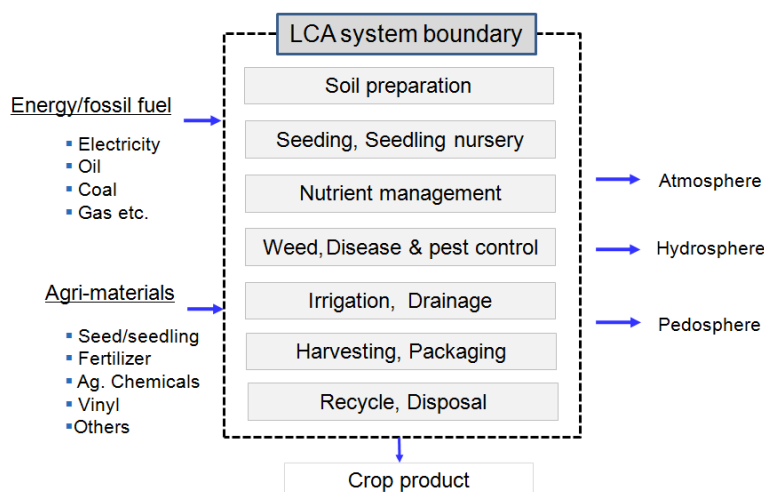 LCA system boundary
Energy/fossil fuel
▪ Electricity
▪ Oil
▪ Coal
▪ Gas etc.
Agri-materials
▪ Seed/seedling
▪ Fertilizer
▪ Ag. Chemicals
▪ Vinyl
▪Others
Soil preparation
Seeding, Seedling nursery
Nutrient management
Weed, Disease & pest control
Irrigation, Drainage
Harvesting, Packaging
Recycle, Disposal
Atmosphere
Hydrosphere
Pedosphere
Crop product